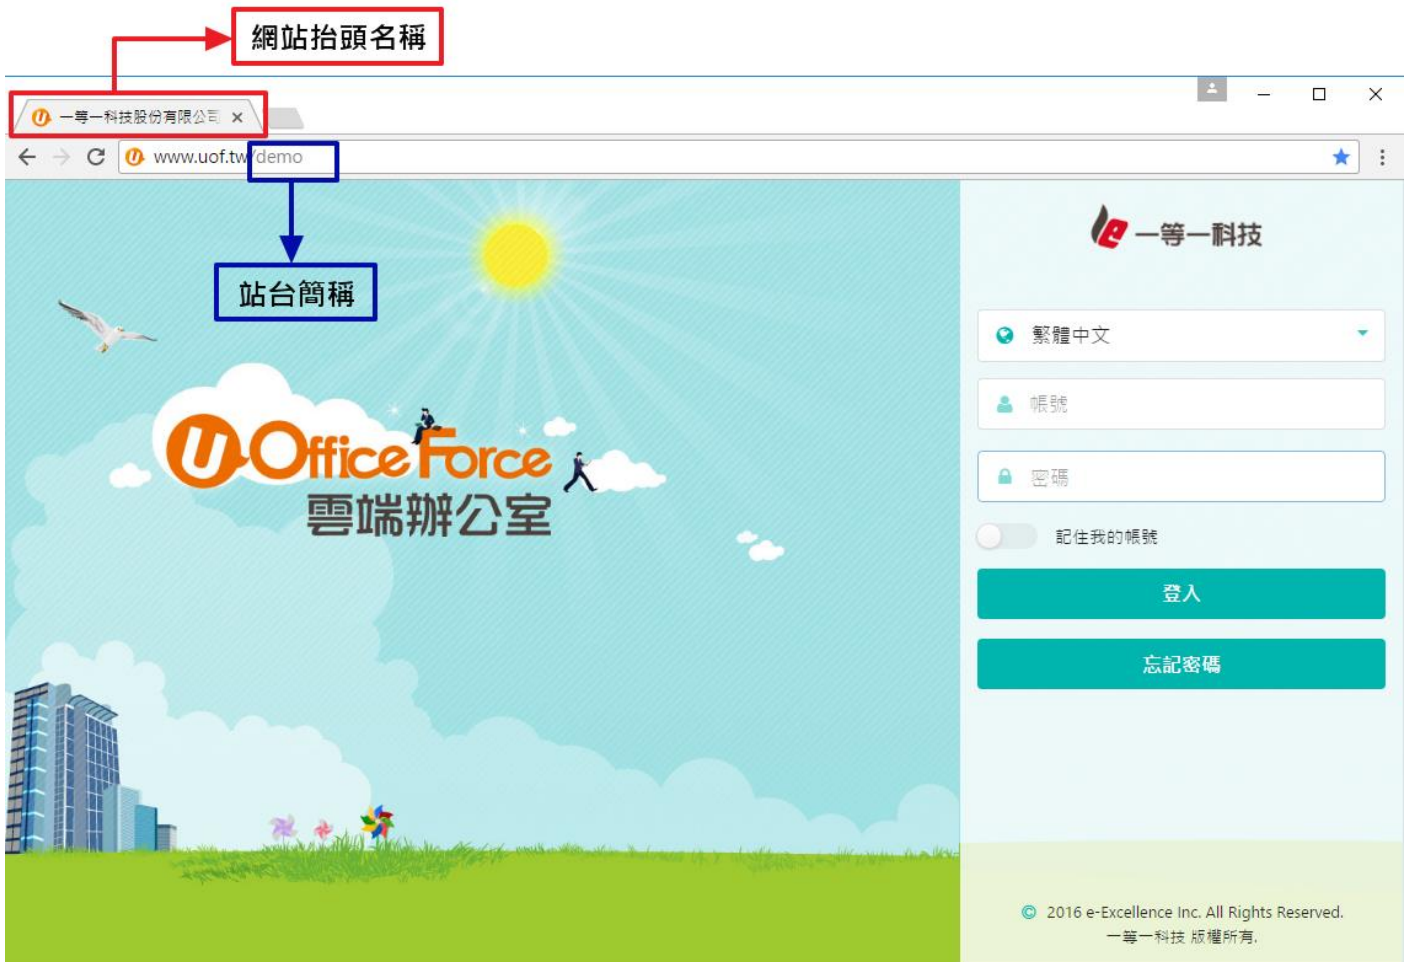 網站抬頭名稱
一等一科技股份有限公司
www.uof.tw/demo
站台簡稱
一等一科技
繁體中文
帳號
U Office Force
密碼
雲端辦公室
記住我的帳號
登入
忘記密碼
© 2016 e-Excellence Inc. All Rights Reserved.
一等一科技 版權所有.